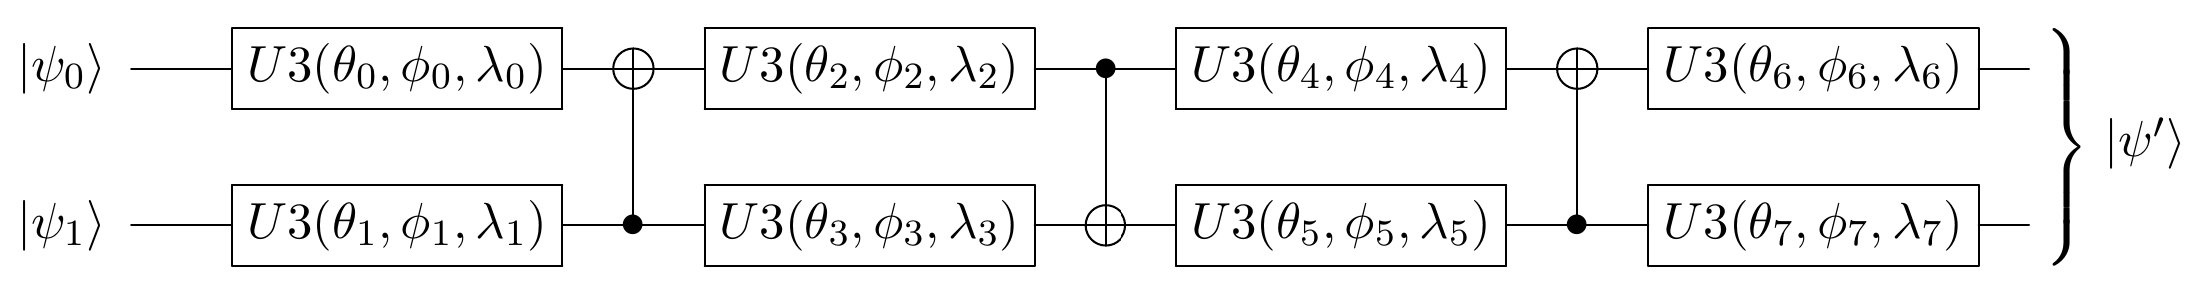 |ψ₀⟩ U3(θ₀, ϕ₀, λ₀) U3(θ₂, ϕ₂, λ₂) U3(θ₄, ϕ₄, λ₄) U3(θ₆, ϕ₆, λ₆)
|ψ′⟩
|ψ₁⟩ U3(θ₁, ϕ₁, λ₁) U3(θ₃, ϕ₃, λ₃) U3(θ₅, ϕ₅, λ₅) U3(θ₇, ϕ₇, λ₇)